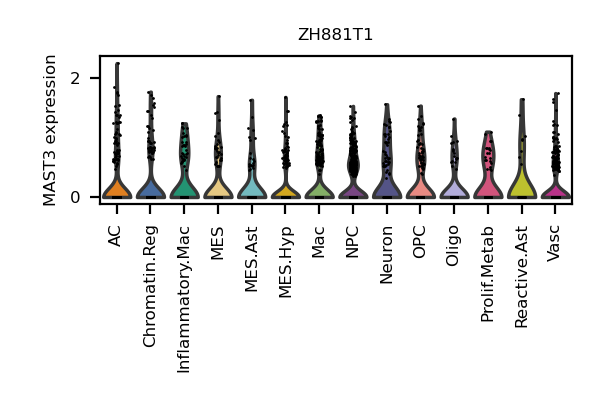 ZH881T1
MAST3 expression
2
0
AC
Chromatin.Reg
Inflammatory.Mac
MES
MES.Ast
MES.Hyp
Mac
NPC
Neuron
OPC
Oligo
Prolif.Metab
Reactive.Ast
Vasc